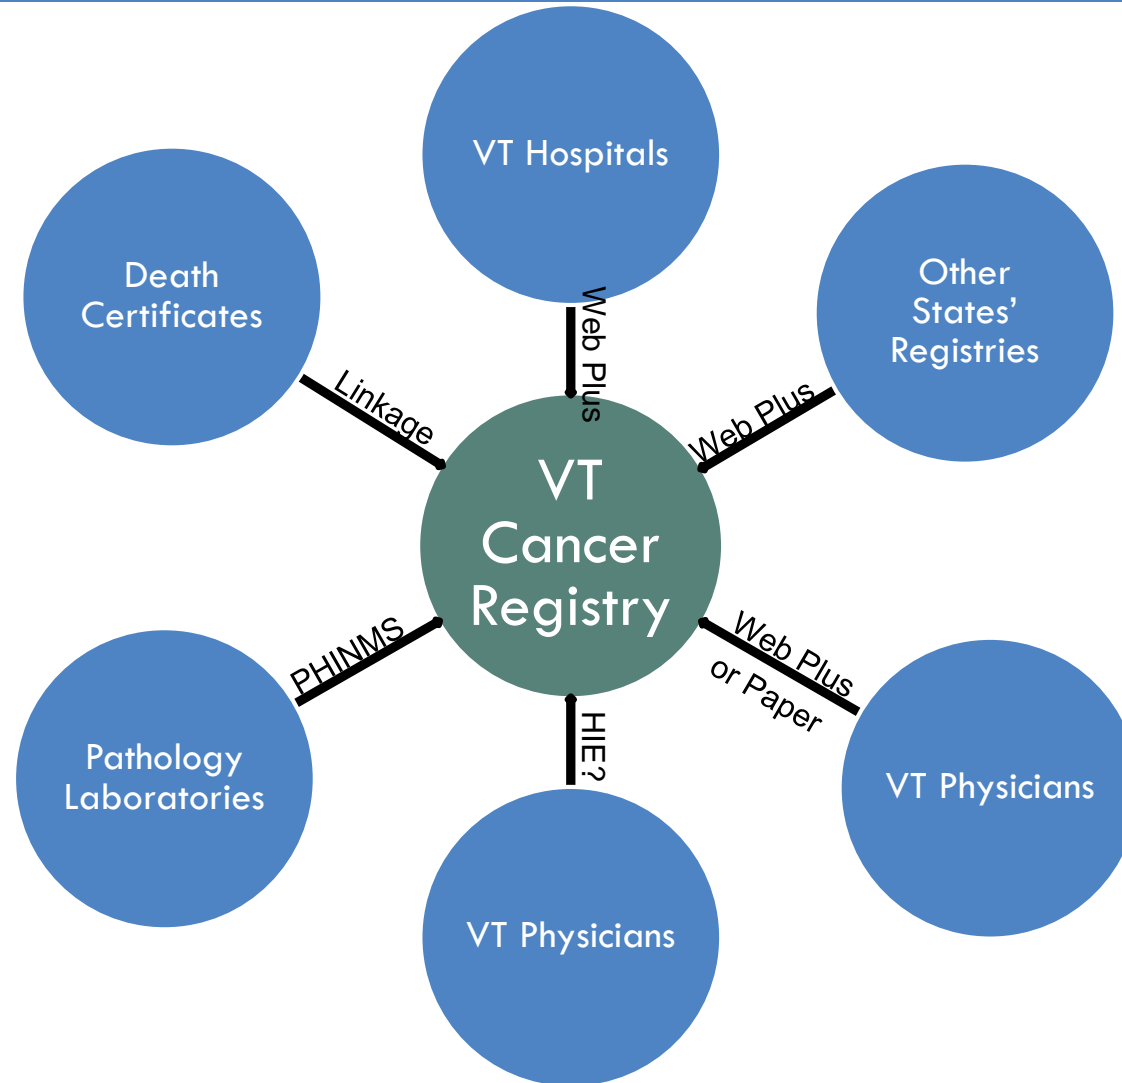 VT Hospitals
Death
Certificates
Other
States’
Registries
Web Plus
Linkage
Web Plus
VT
Cancer
Registry
PHINMS
Web Plus
or Paper
HIE?
Pathology
Laboratories
VT Physicians
VT Physicians